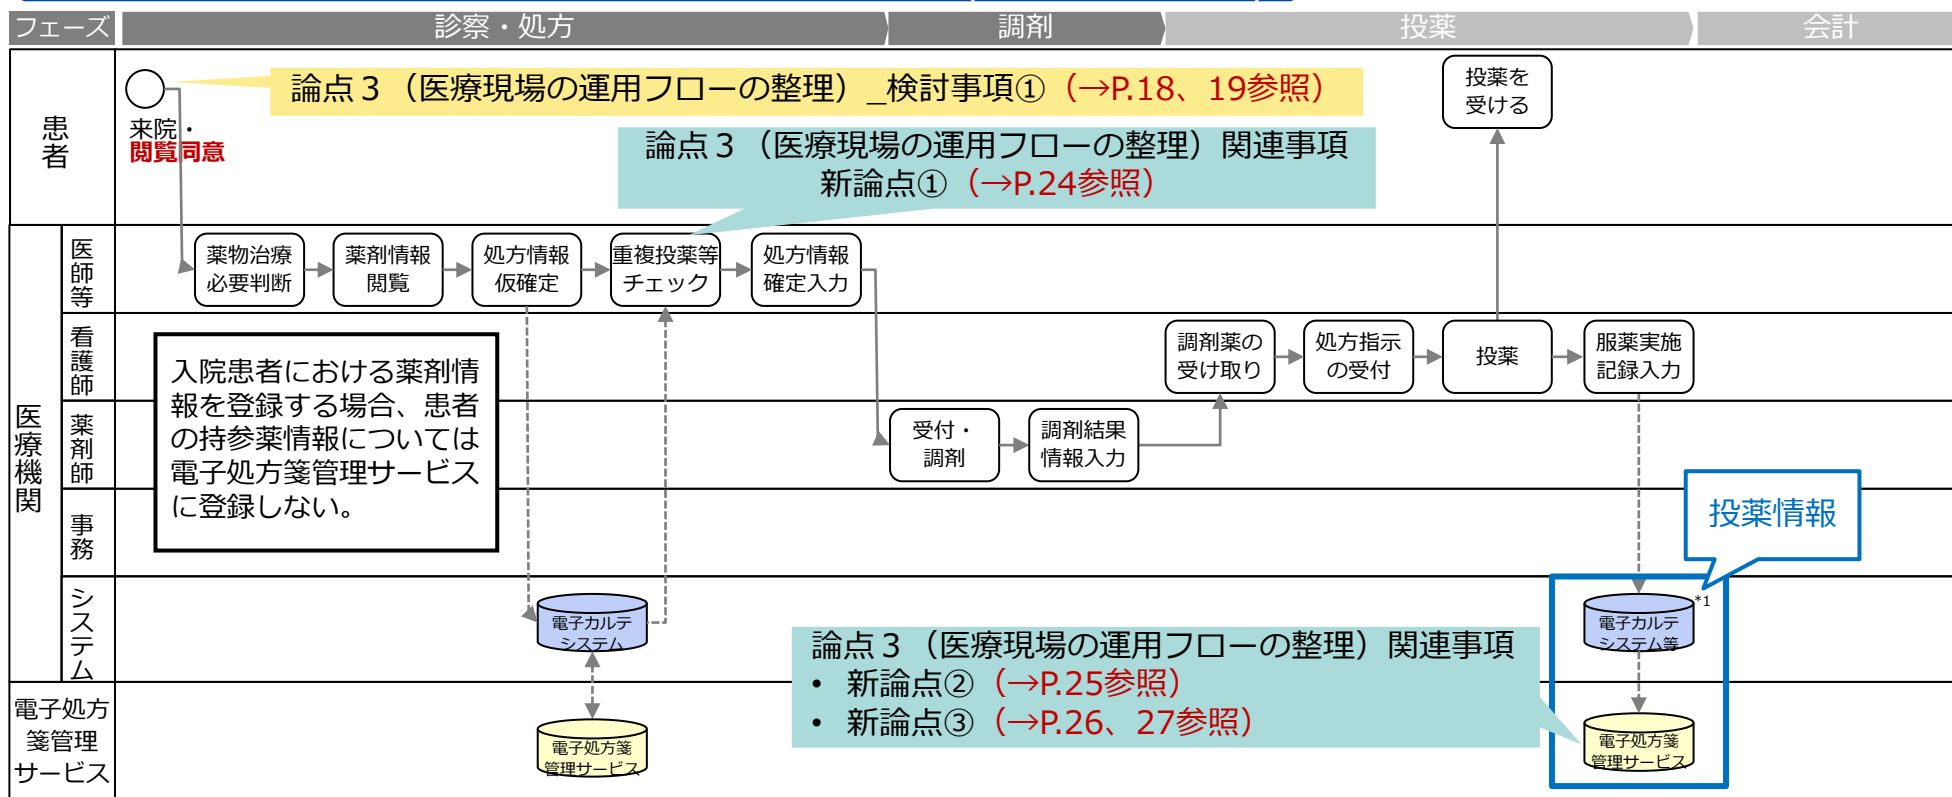 フェーズ
診察・処方
調剤
投薬
会計
患者
来院・
閲覧同意
論点３（医療現場の運用フローの整理）_検討事項①（→P.18、19参照）
論点３（医療現場の運用フローの整理）関連事項
新論点①（→P.24参照）
投薬を
受ける
医療機関
医師等
薬物治療
必要判断
薬剤情報
閲覧
処方情報
仮確定
重複投薬等
チェック
処方情報
確定入力
看護師
調剤薬の
受け取り
処方指示
の受付
投薬
服薬実施
記録入力
入院患者における薬剤情
報を登録する場合、患者
の持参薬情報については
電子処方箋管理サービス
に登録しない。
薬剤師
受付・
調剤
調剤結果
情報入力
事務
投薬情報
システム
電子カルテ
システム
電子カルテ
システム等
*1
論点３（医療現場の運用フローの整理）関連事項
• 新論点②（→P.25参照）
• 新論点③（→P.26、27参照）
電子処方
箋管理
サービス
電子処方箋
管理サービス
電子処方箋
管理サービス